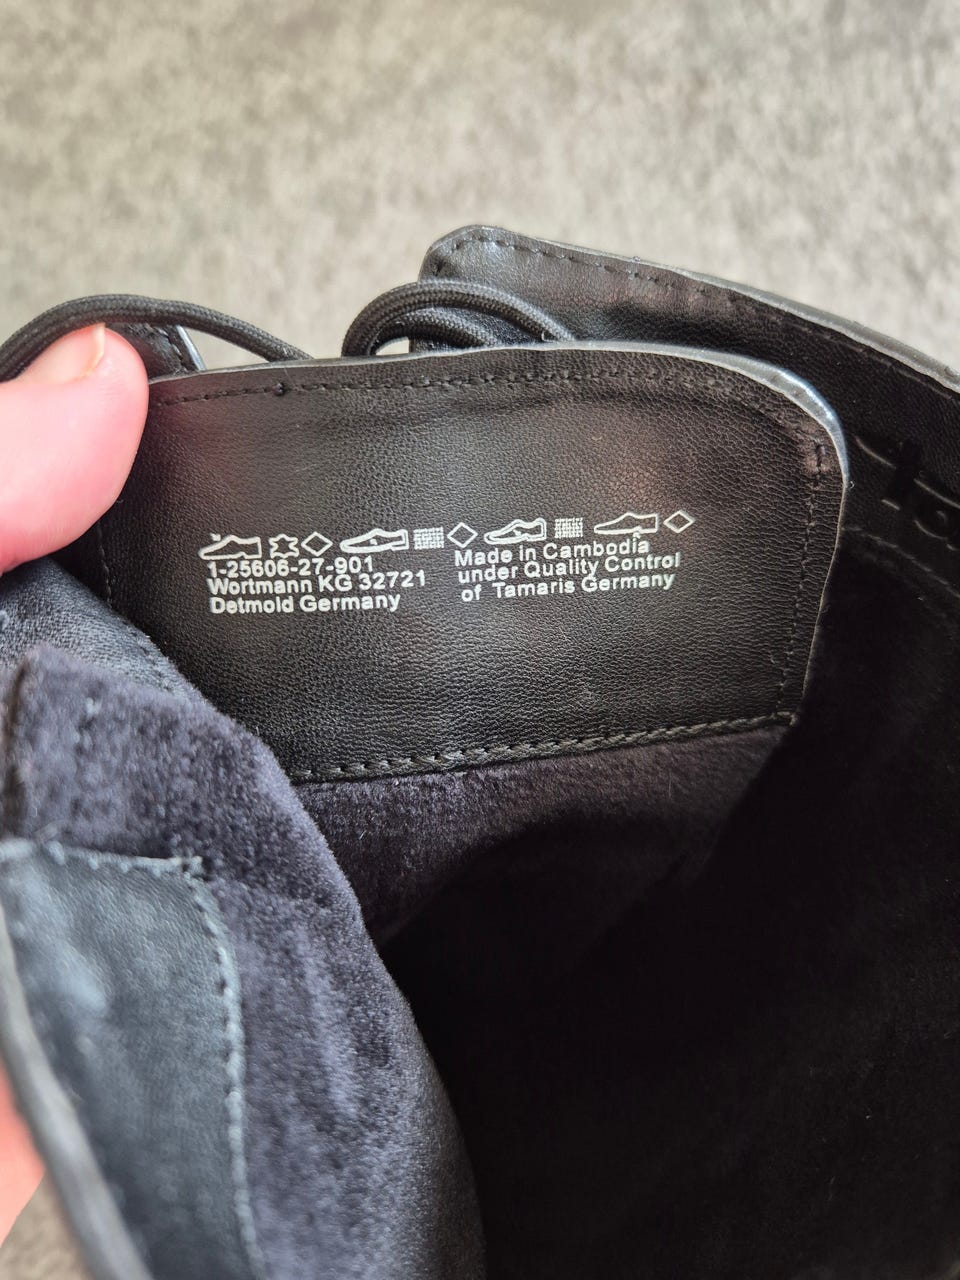 1-25606-27-901
Wortmann KG 32721
Detmold Germany
Made in Cambodia
under Quality Control
of Tamaris Germany